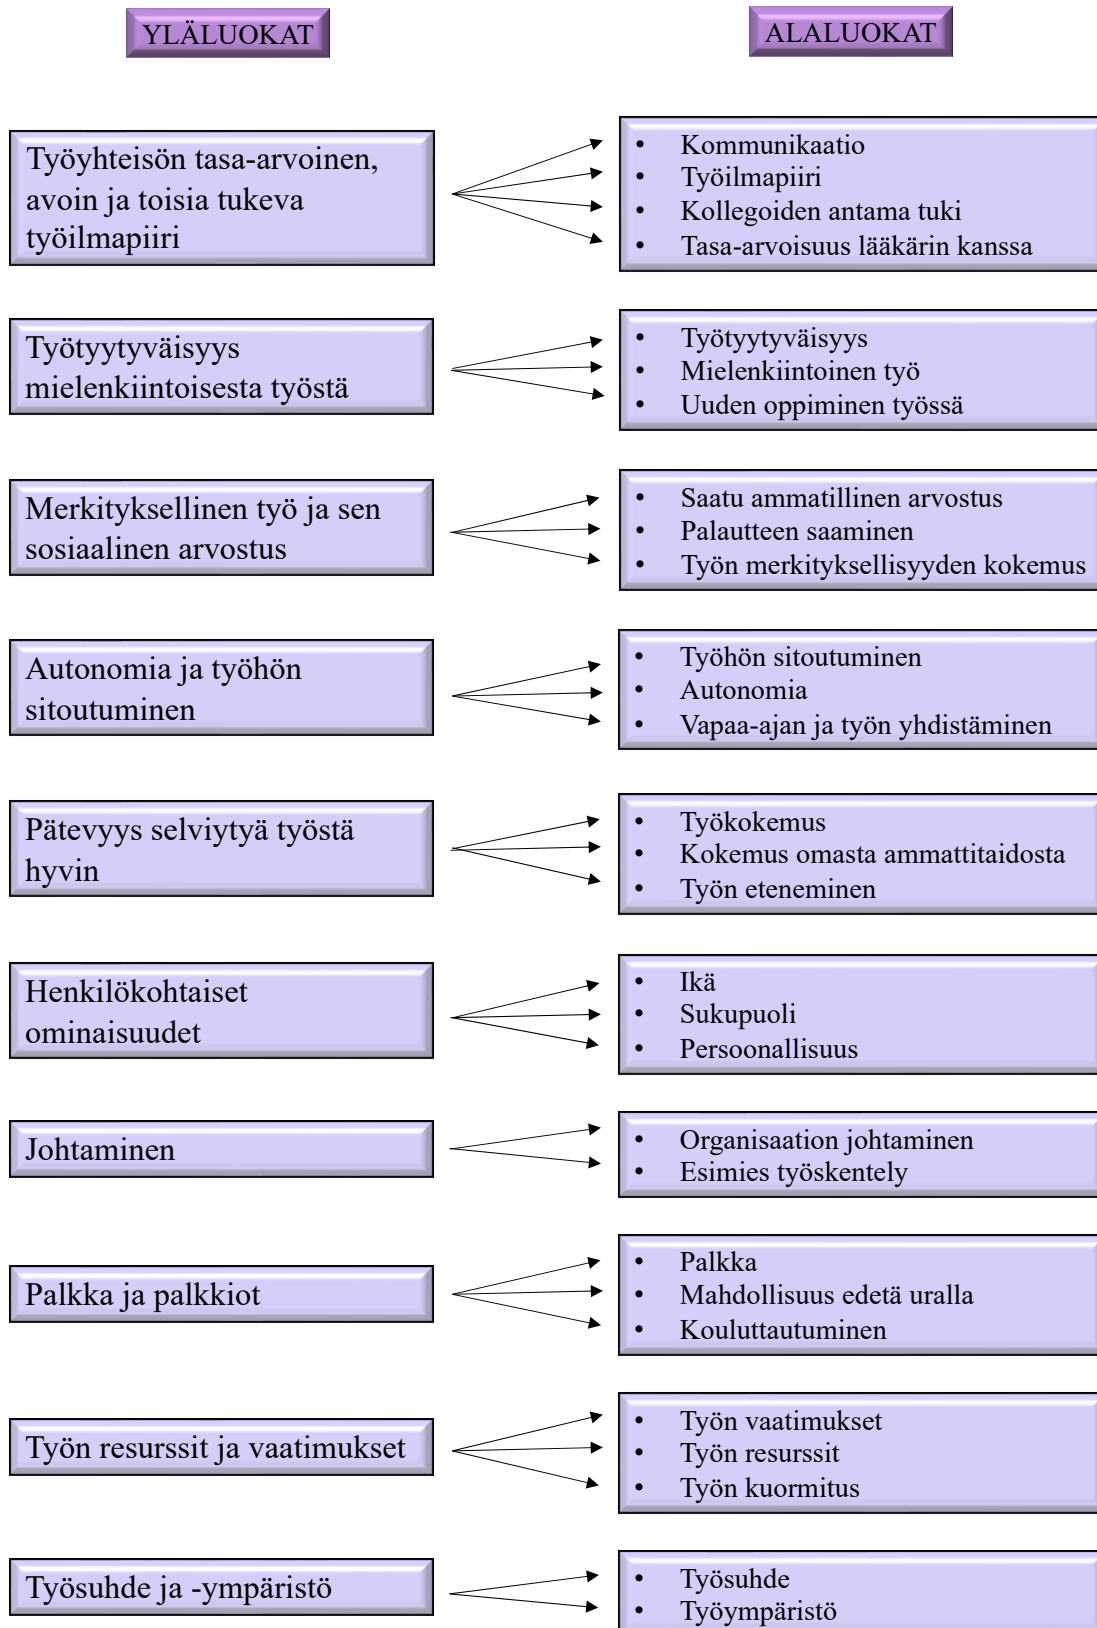 YLÄLUOKAT
ALALUOKAT
Työyhteisön tasa-arvoinen,
avoin ja toisia tukeva
työilmapiiri
• Kommunikaatio
• Työilmapiiri
• Kollegoiden antama tuki
• Tasa-arvoisuus lääkärin kanssa
Työtyytyväisyys
mielenkiintoisesta työstä
• Työtyytyväisyys
• Mielenkiintoinen työ
• Uuden oppiminen työssä
Merkityksellinen työ ja sen
sosiaalinen arvostus
• Saatu ammatillinen arvostus
• Palautteen saaminen
• Työn merkityksellisyyden kokemus
Autonomia ja työhön
sitoutuminen
• Työhön sitoutuminen
• Autonomia
• Vapaa-ajan ja työn yhdistäminen
Pätevyys selviytyä työstä
hyvin
• Työkokemus
• Kokemus omasta ammattitaidosta
• Työn eteneminen
Henkilökohtaiset
ominaisuudet
• Ikä
• Sukupuoli
• Persoonallisuus
Johtaminen
• Organisaation johtaminen
• Esimies työskentely
Palkka ja palkkiot
• Palkka
• Mahdollisuus edetä uralla
• Kouluttautuminen
Työn resurssit ja vaatimukset
• Työn vaatimukset
• Työn resurssit
• Työn kuormitus
Työsuhde ja -ympäristö
• Työsuhde
• Työympäristö